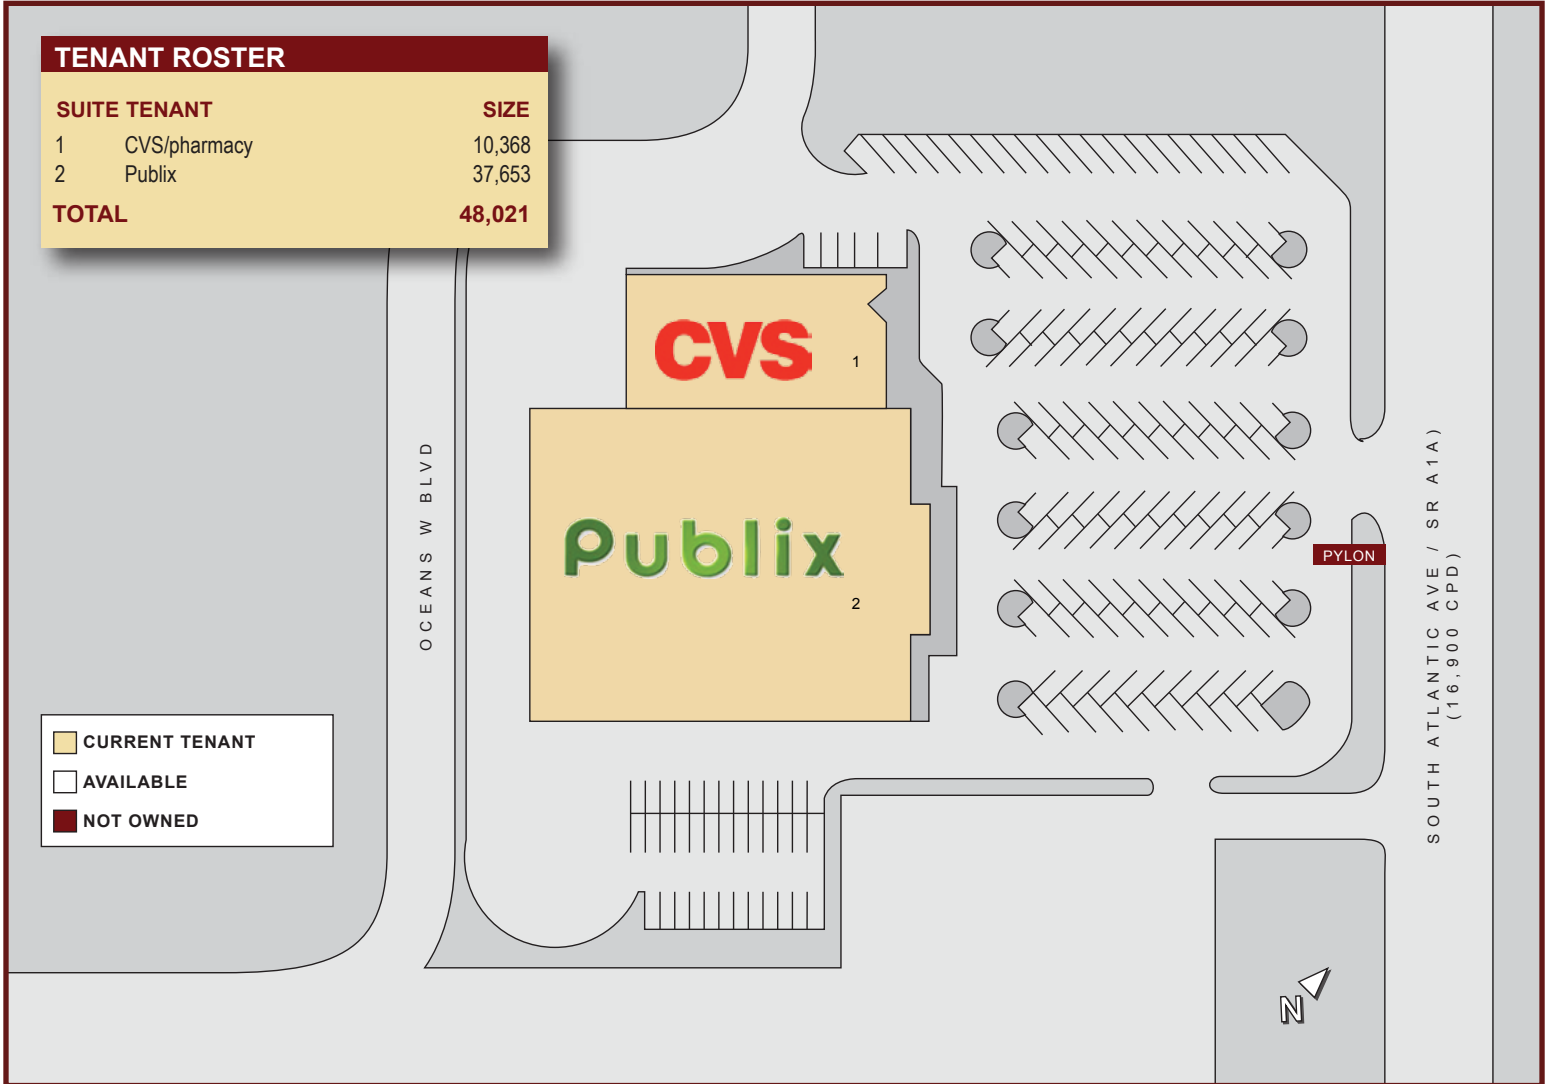 TENANT ROSTER
SUITE TENANT SIZE
1 CVS/pharmacy 10,368
2 Publix 37,653
TOTAL 48,021
CVS
1
Publix
2
OCEANS W BLVD
PYLON
SOUTH ATLANTIC AVE / SR A1A)
(16,900 CPD)
CURRENT TENANT
AVAILABLE
NOT OWNED
N